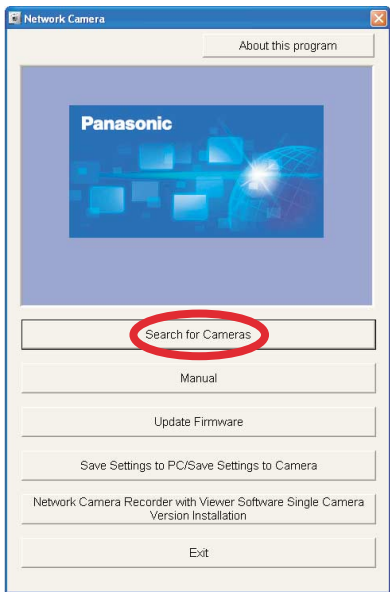 Network Camera
About this program
Panasonic
Search for Cameras
Manual
Update Firmware
Save Settings to PC/Save Settings to Camera
Network Camera Recorder with Viewer Software Single Camera
Version Installation
Exit